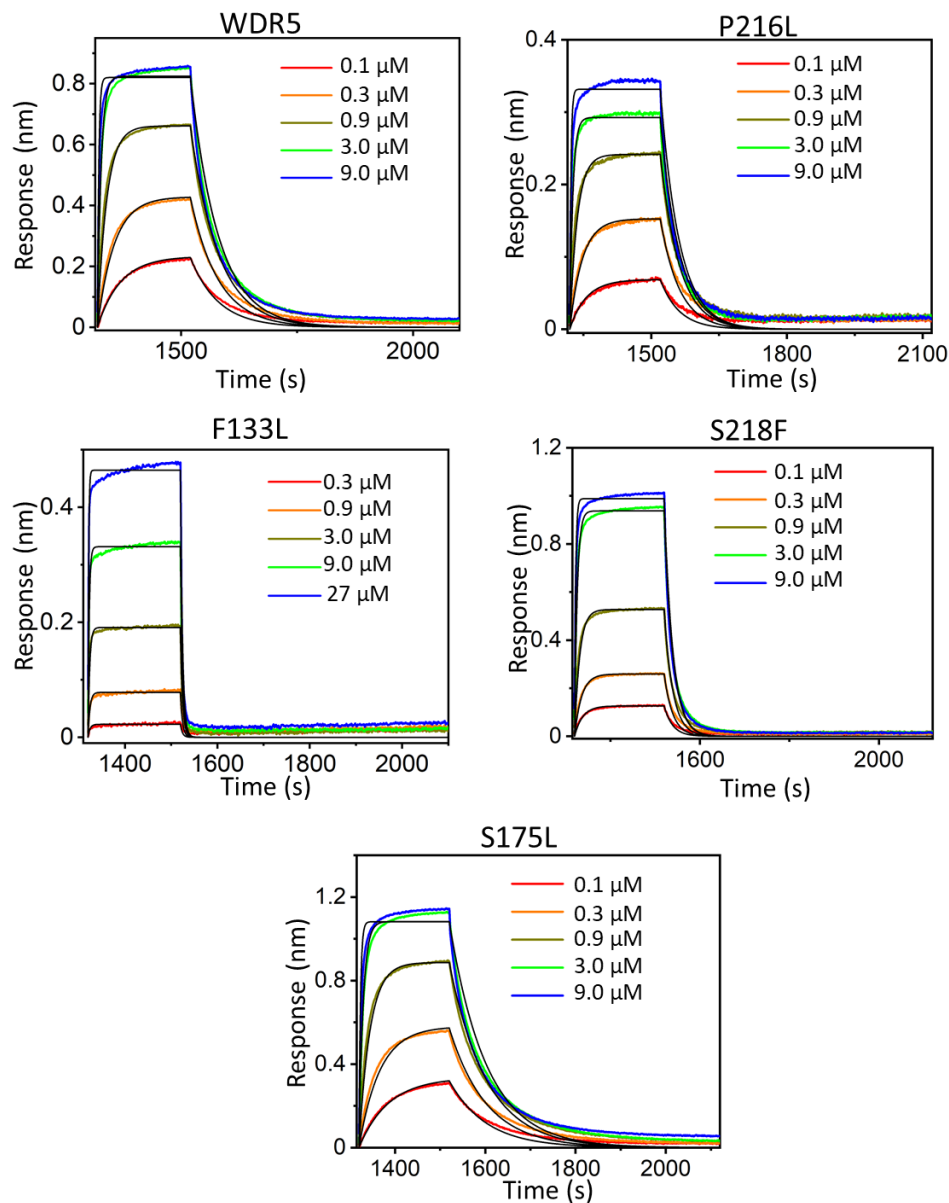 WDR5
0.8
0.6
0.4
0.2
0
Response (nm)
0.1 μM
0.3 μM
0.9 μM
3.0 μM
9.0 μM
1500
2000
Time (s)
P216L
0.4
0.2
0
Response (nm)
0.1 μM
0.3 μM
0.9 μM
3.0 μM
9.0 μM
1500
1800
2100
Time (s)
F133L
0.4
0.2
0
Response (nm)
0.3 μM
0.9 μM
3.0 μM
9.0 μM
27 μM
1400
1600
1800
2000
Time (s)
S218F
1.2
0.6
0
Response (nm)
0.1 μM
0.3 μM
0.9 μM
3.0 μM
9.0 μM
1600
2000
Time (s)
S175L
1.2
0.8
0.4
0
Response (nm)
0.1 μM
0.3 μM
0.9 μM
3.0 μM
9.0 μM
1400
1600
1800
2000
Time (s)